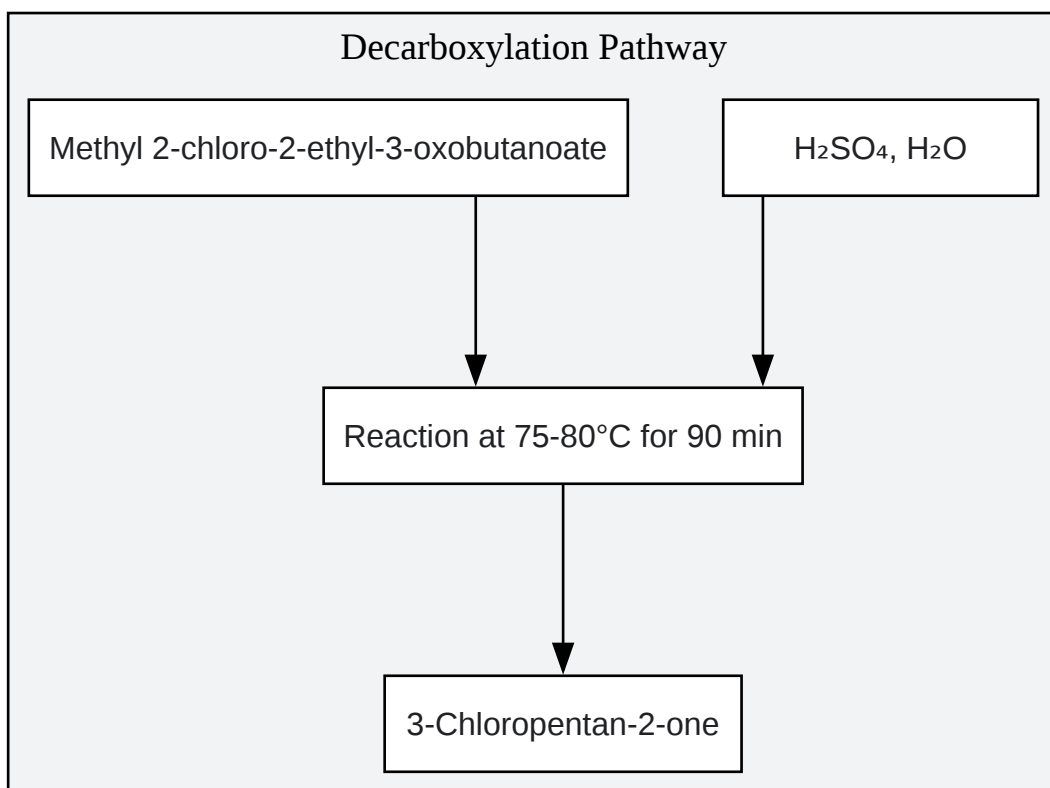 Decarboxylation Pathway
Methyl 2-chloro-2-ethyl-3-oxobutanoate
H₂SO₄, H₂O
Reaction at 75-80°C for 90 min
3-Chloropentan-2-one